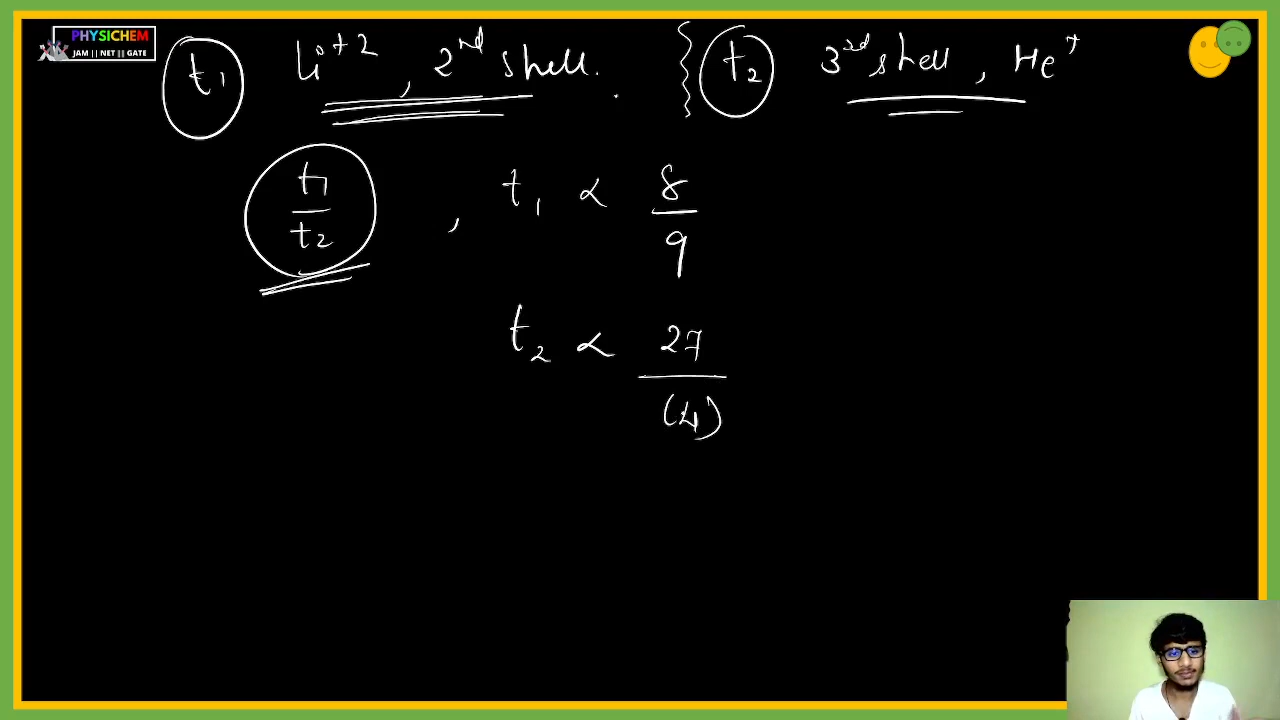 PHYSICHEM
JAM || NET || GATE
t₁ Li⁺², 2ⁿᵈ shell. t₂ 3ʳᵈ shell, He⁺
t₁/t₂ , t₁ ∝ 8/9
t₂ ∝ 27/(4)